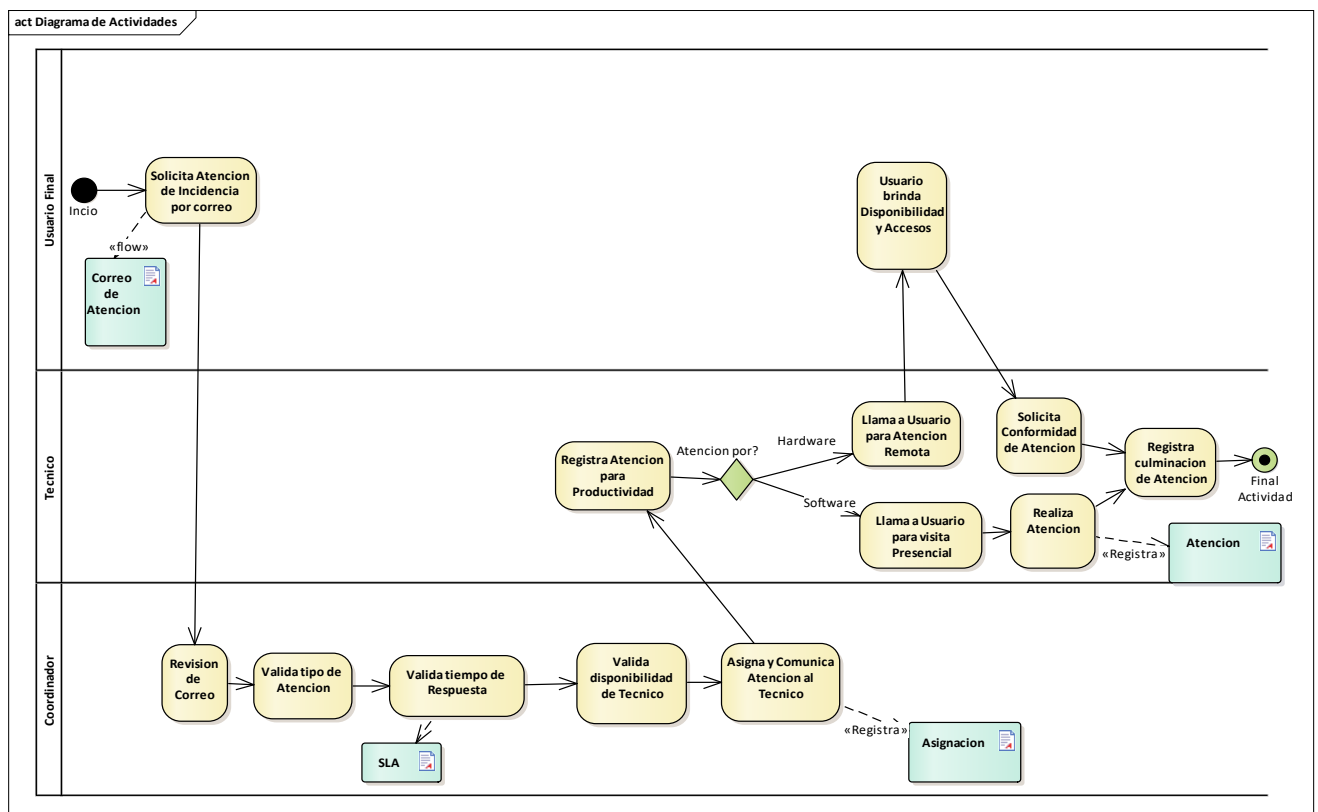 act Diagrama de Actividades
Usuario Final
Incio
Solicita Atencion
de Incidencia
por correo
«flow»
Correo
de
Atencion
Usuario
brinda
Disponibilidad
y Accesos
Tecnico
Registra Atencion
para
Productividad
Atencion por?
Hardware
Software
Llama a Usuario
para Atencion
Remota
Llama a Usuario
para visita
Presencial
Solicita
Conformidad
de Atencion
Realiza
Atencion
Registra
culminacion
de Atencion
Final
Actividad
«Registra»
Atencion
Coordinador
Revision
de
Correo
Valida tipo de
Atencion
Valida tiempo de
Respuesta
SLA
Valida
disponibilidad
de Tecnico
Asigna y Comunica
Atencion al
Tecnico
«Registra»
Asignacion